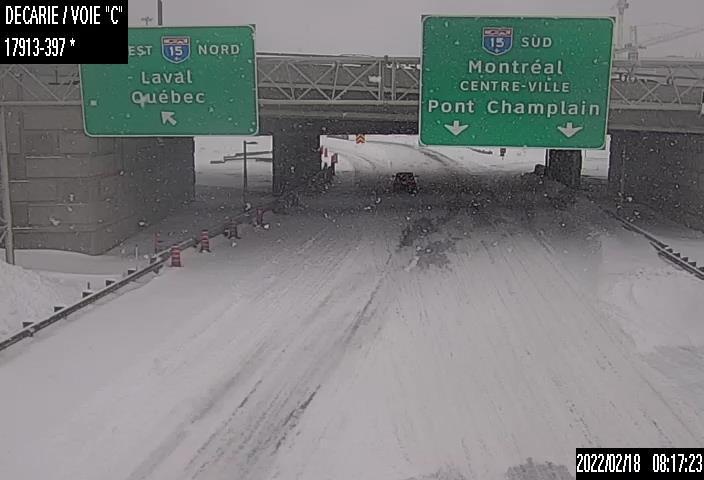 DECARIE / VOIE "C"
17913-397 *
EST 15 NORD
Laval
Québec
15 SUD
Montréal
CENTRE-VILLE
Pont Champlain
2022/02/18 08:17:23